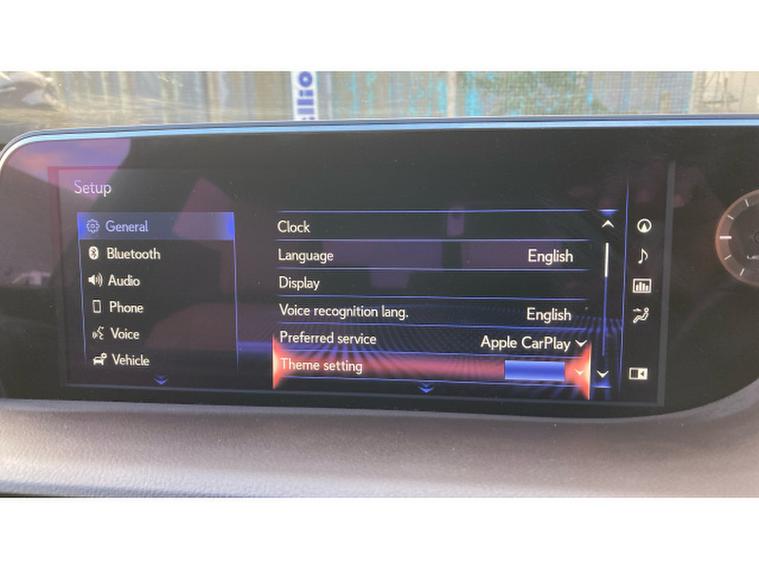 Setup
General
Bluetooth
Audio
Phone
Voice
Vehicle
Clock
Language English
Display
Voice recognition lang. English
Preferred service Apple CarPlay
Theme setting